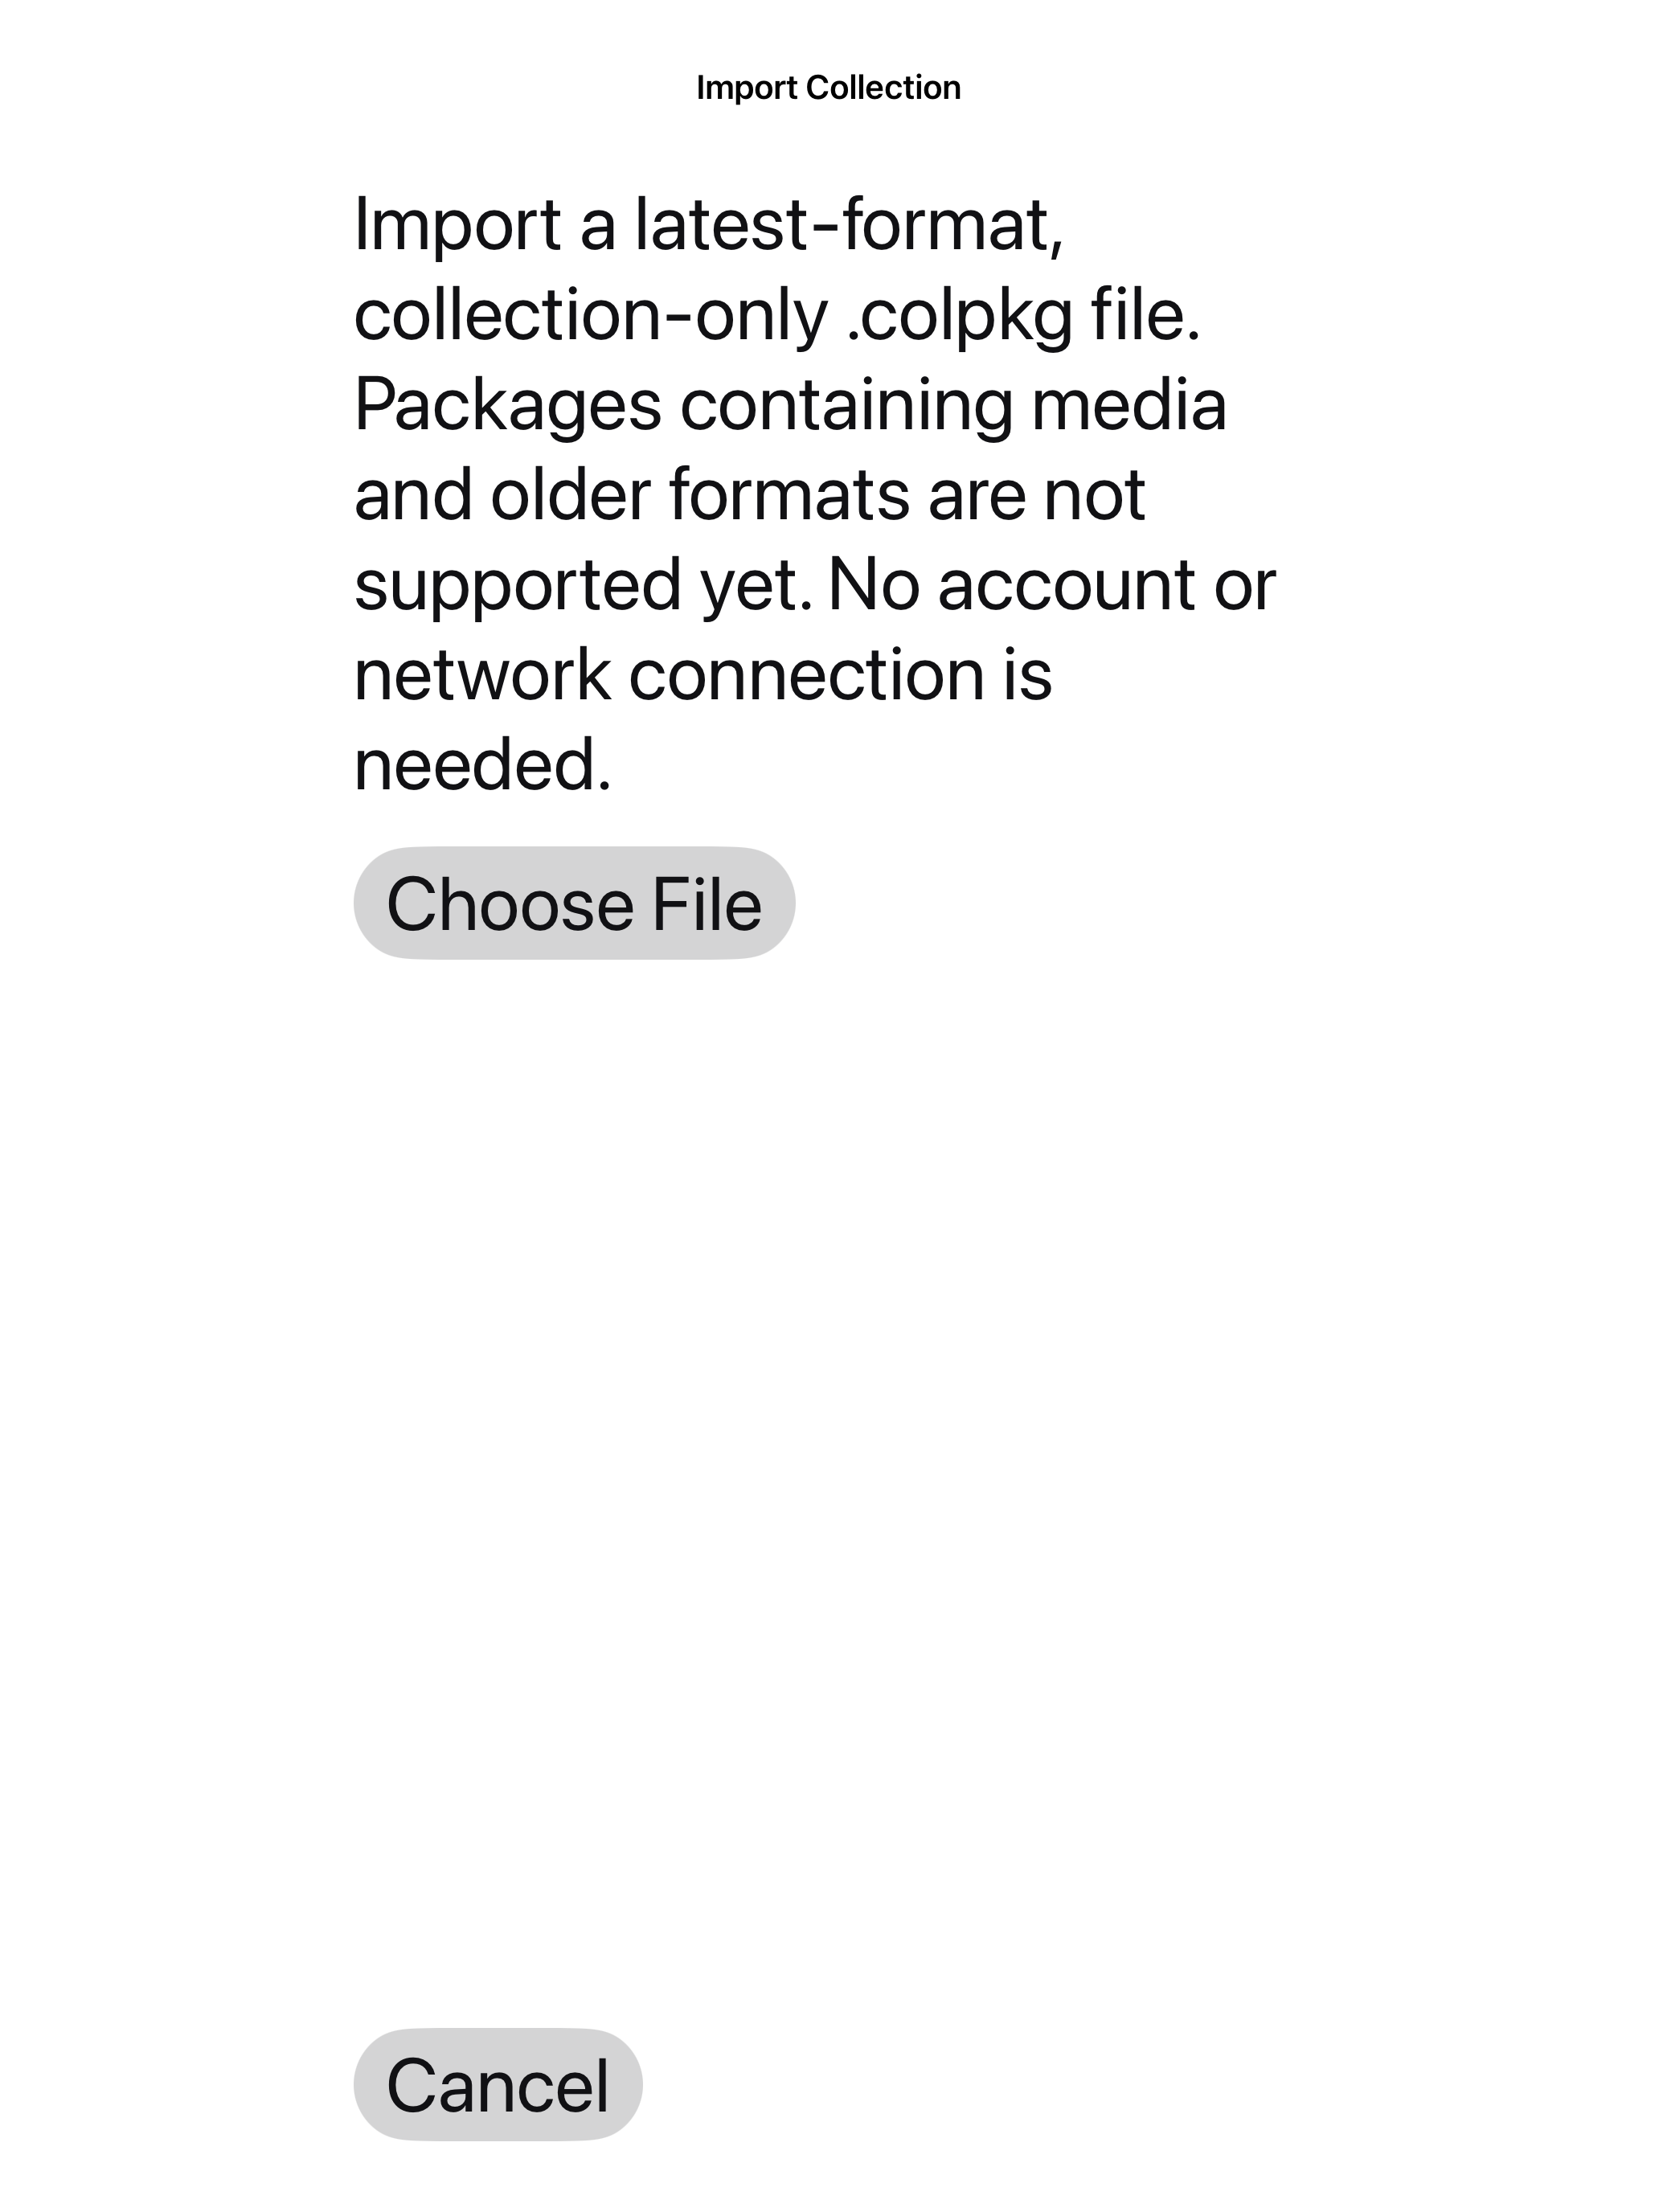 Import Collection
Import a latest-format,
collection-only .colpkg file.
Packages containing media
and older formats are not
supported yet. No account or
network connection is
needed.
Choose File
Cancel